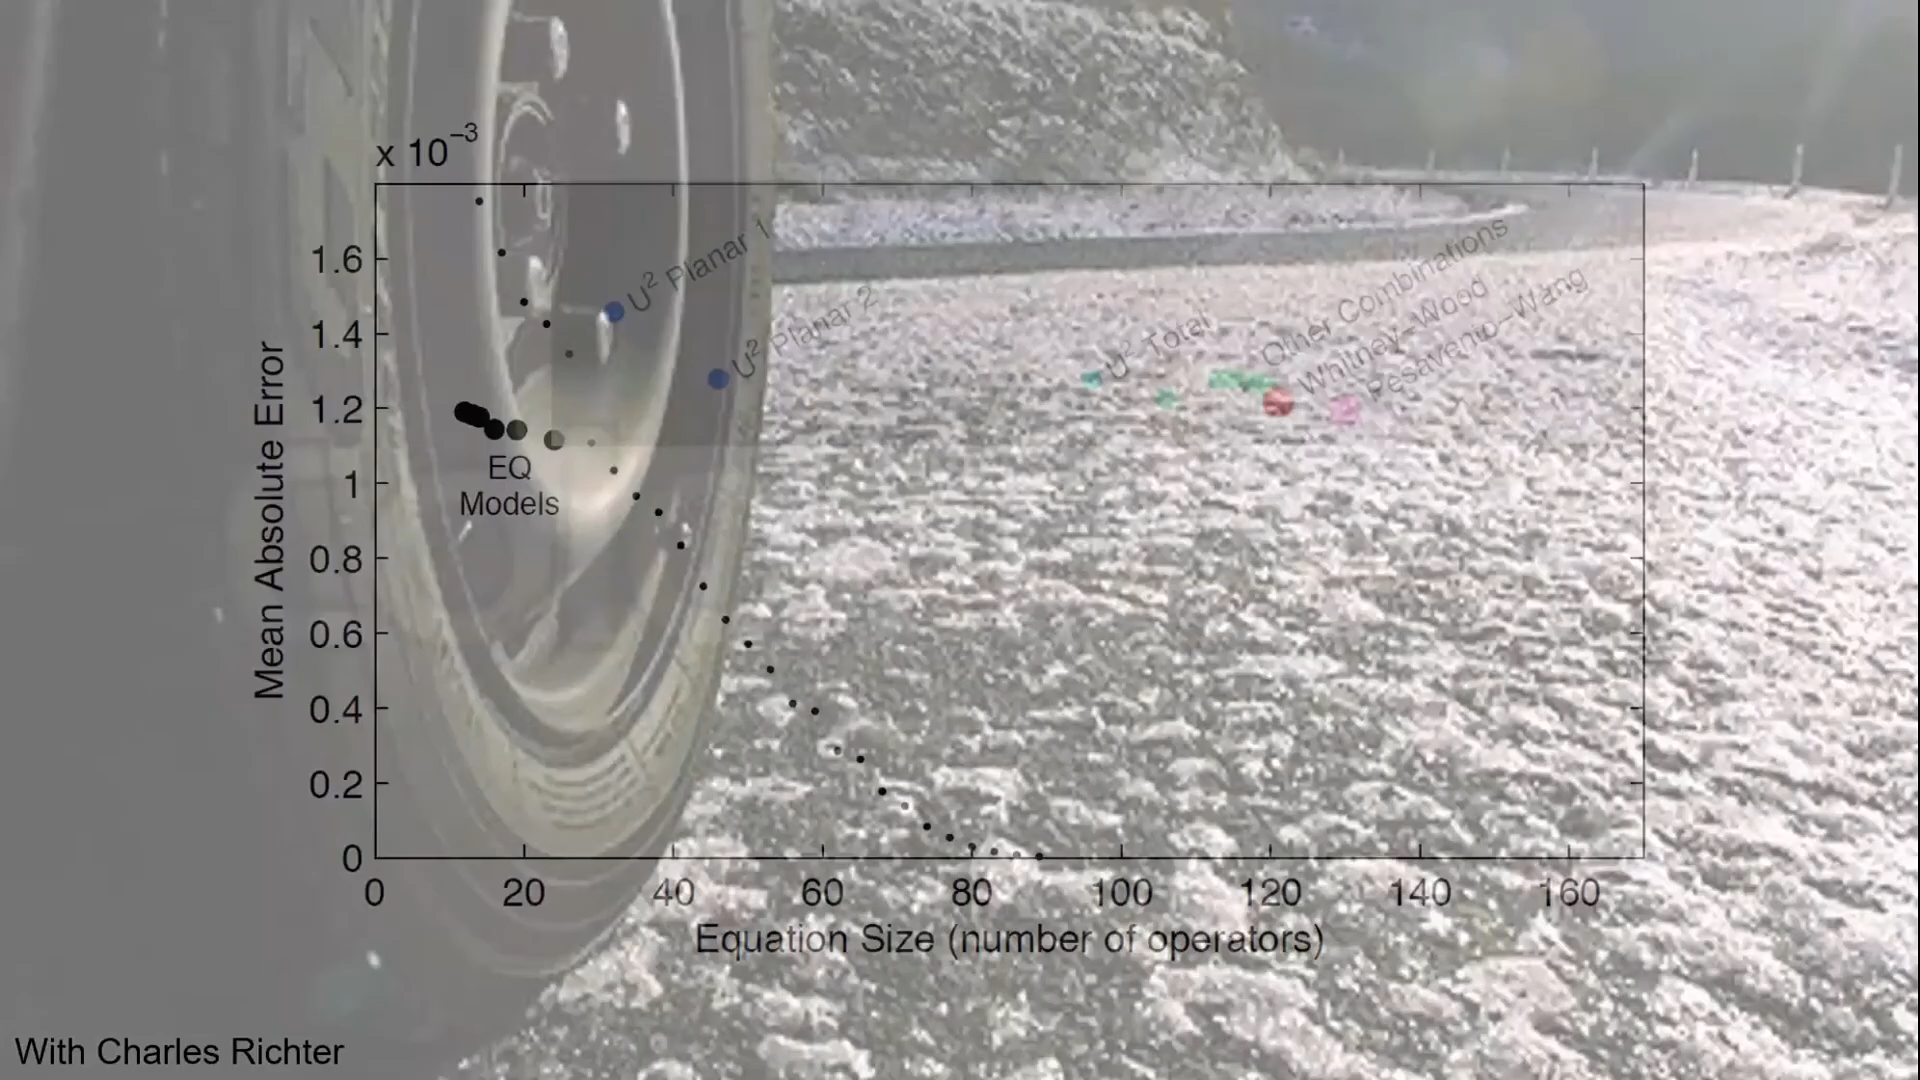 x 10−3
1.6
1.4
1.2
1
0.8
0.6
0.4
0.2
0
Mean Absolute Error
U2 Planar 1
U2 Planar 2
U2 Total
Other Combinations
Whitney–Wood
Pesavento–Wang
EQ
Models
0 20 40 60 80 100 120 140 160
Equation Size (number of operators)
With Charles Richter